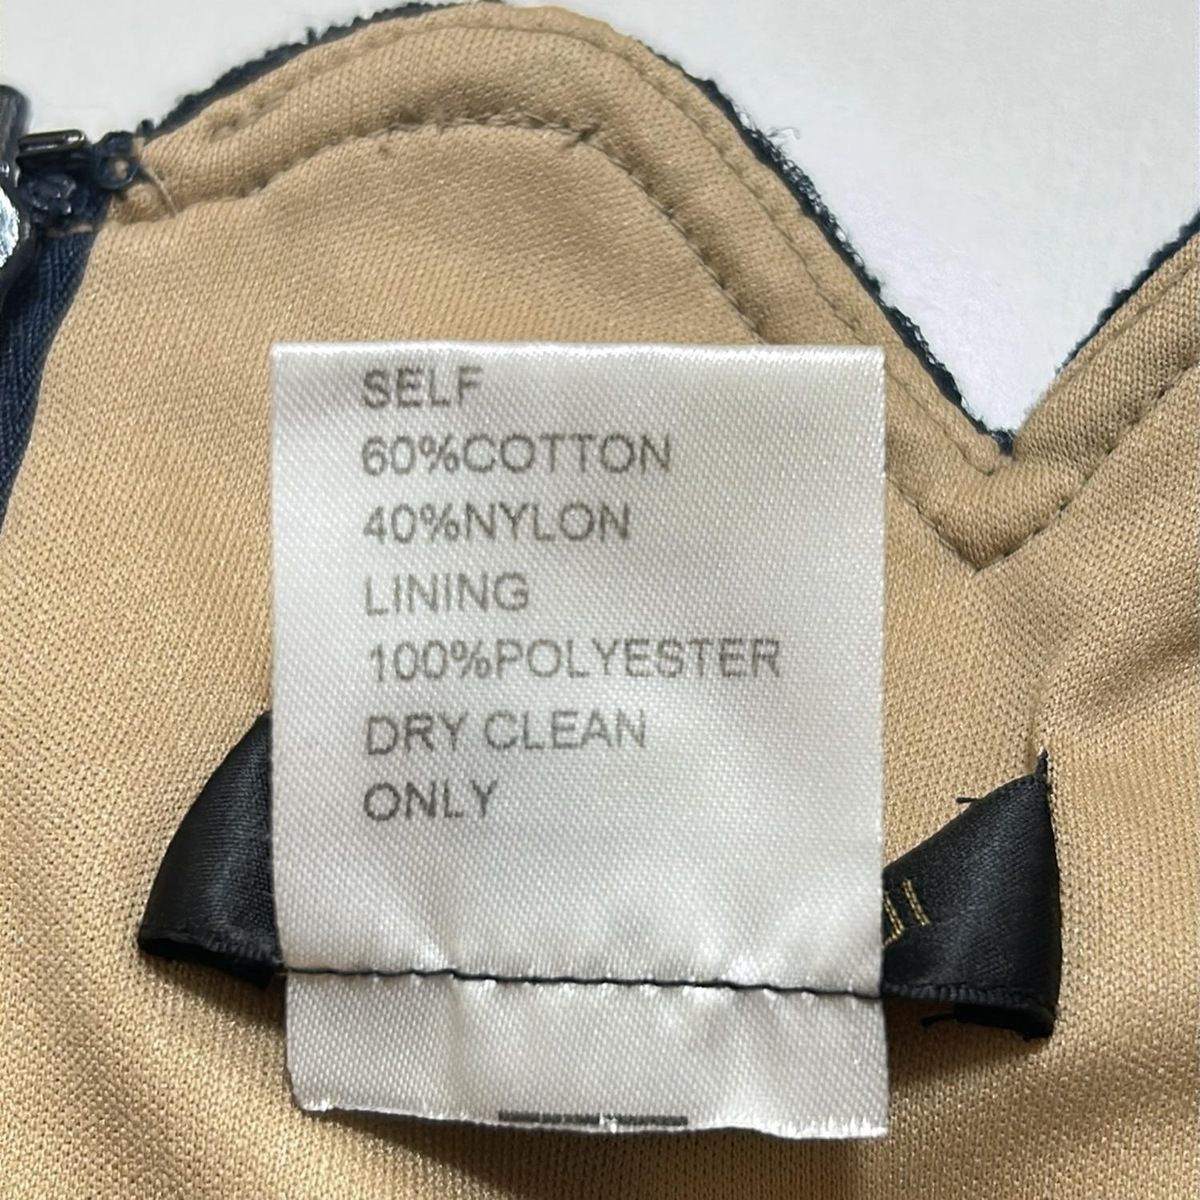 SELF
60%COTTON
40%NYLON
LINING
100%POLYESTER
DRY CLEAN
ONLY